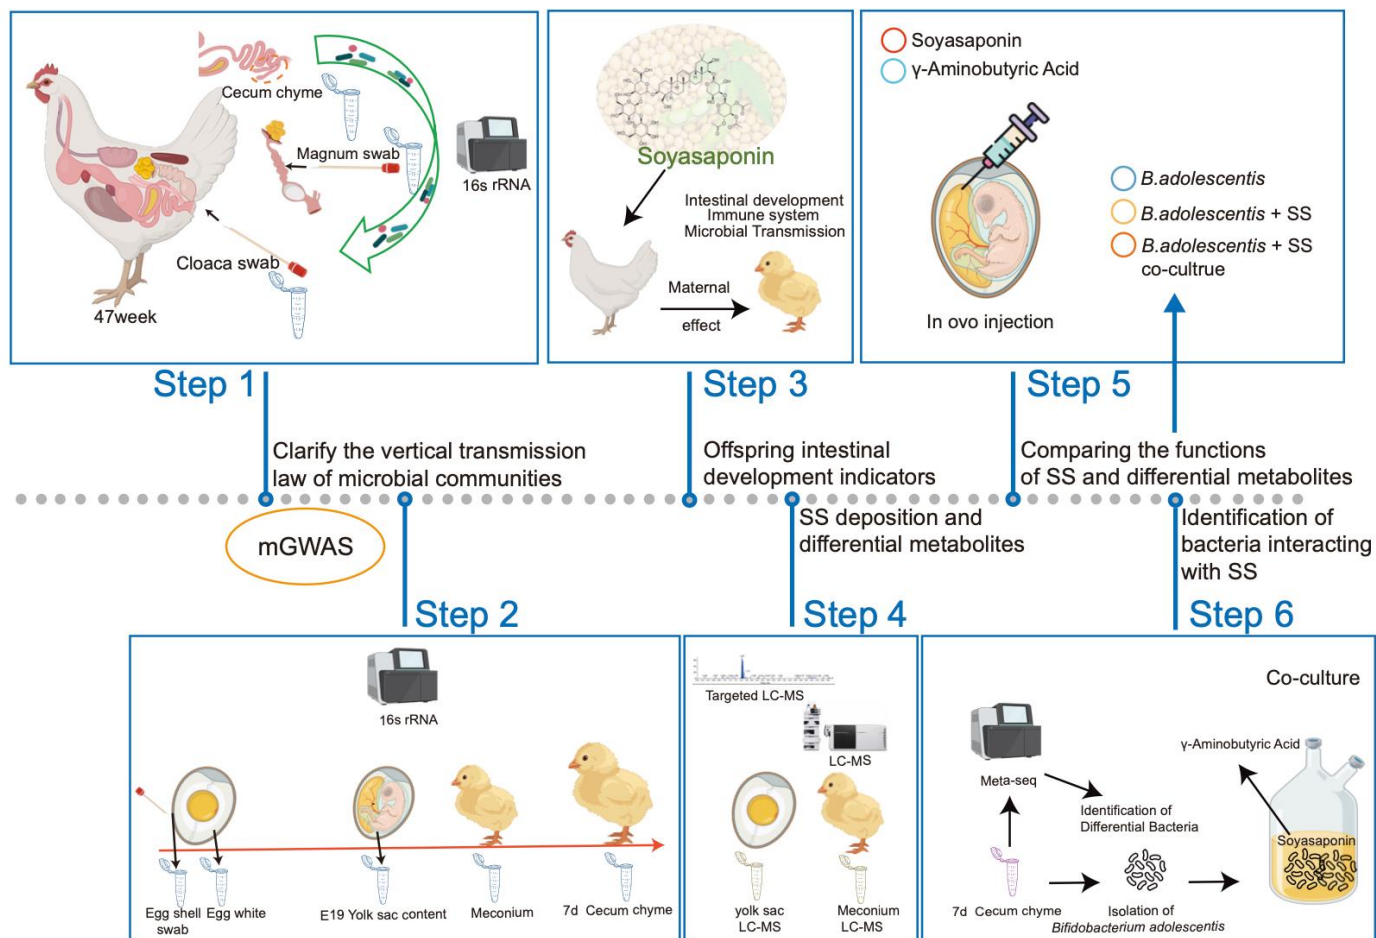 Cecum chyme
Magnum swab
16s rRNA
Cloaca swab
47week
Soyasaponin
Intestinal development
Immune system
Microbial Transmission
Maternal
effect
Soyasaponin
γ-Aminobutyric Acid
B.adolescentis
B.adolescentis + SS
B.adolescentis + SS
co-cultrue
In ovo injection
Step 1
Step 3
Step 5
Clarify the vertical transmission
law of microbial communities
Offspring intestinal
development indicators
Comparing the functions
of SS and differential metabolites
mGWAS
SS deposition and
differential metabolites
Identification of
bacteria interacting
with SS
Step 2
Step 4
Step 6
16s rRNA
Egg shell
swab
Egg white
E19 Yolk sac content
Meconium
7d Cecum chyme
Targeted LC-MS
LC-MS
yolk sac
LC-MS
Meconium
LC-MS
Co-culture
γ-Aminobutyric Acid
Meta-seq
Identification of
Differential Bacteria
Soyasaponin
7d Cecum chyme
Isolation of
Bifidobacterium adolescentis